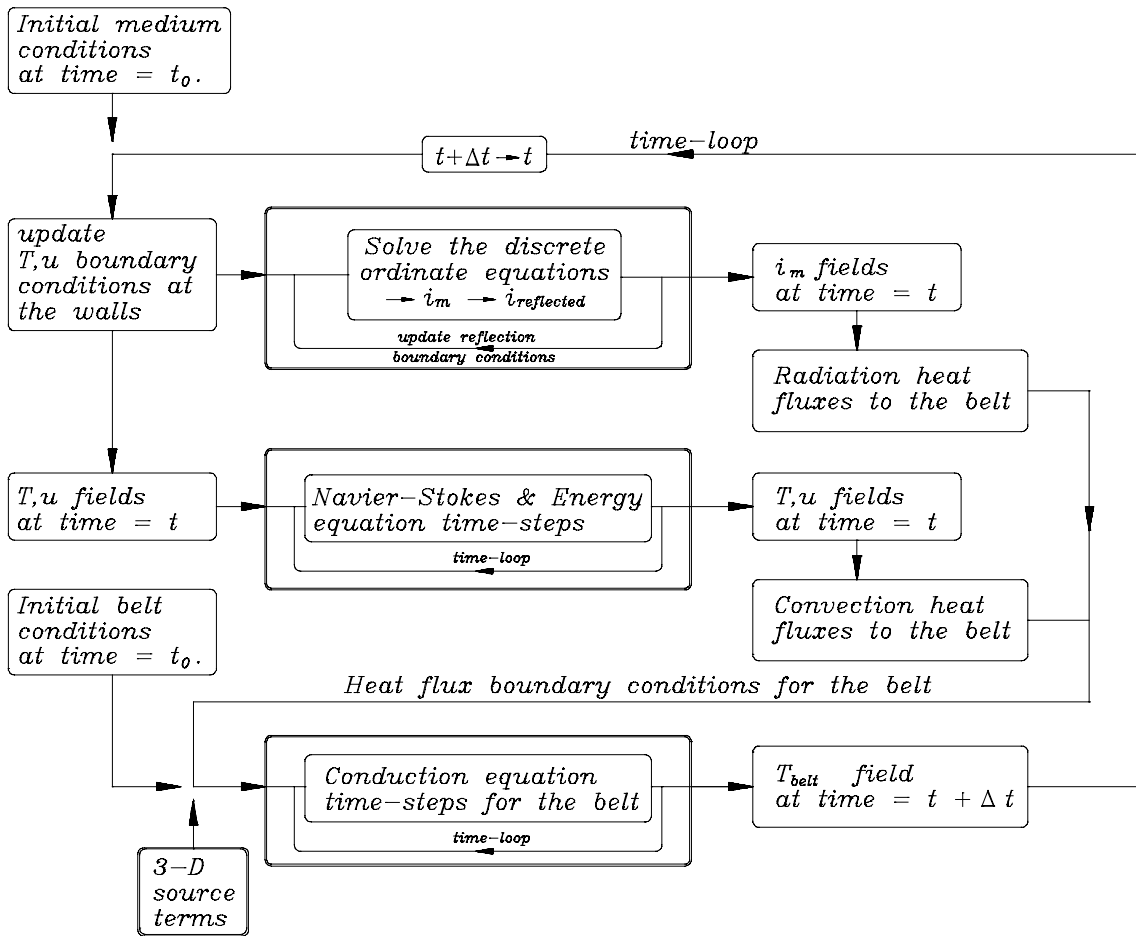 Initial medium
conditions
at time = t₀.
time-loop
t+Δt→t
update
T,u boundary
conditions at
the walls
Solve the discrete
ordinate equations
→ iₘ → i_reflected
update reflection
boundary conditions
iₘ fields
at time = t
Radiation heat
fluxes to the belt
T,u fields
at time = t
Navier-Stokes & Energy
equation time-steps
time-loop
T,u fields
at time = t
Convection heat
fluxes to the belt
Initial belt
conditions
at time = t₀.
Heat flux boundary conditions for the belt
Conduction equation
time-steps for the belt
time-loop
T_belt field
at time = t + Δ t
3-D
source
terms